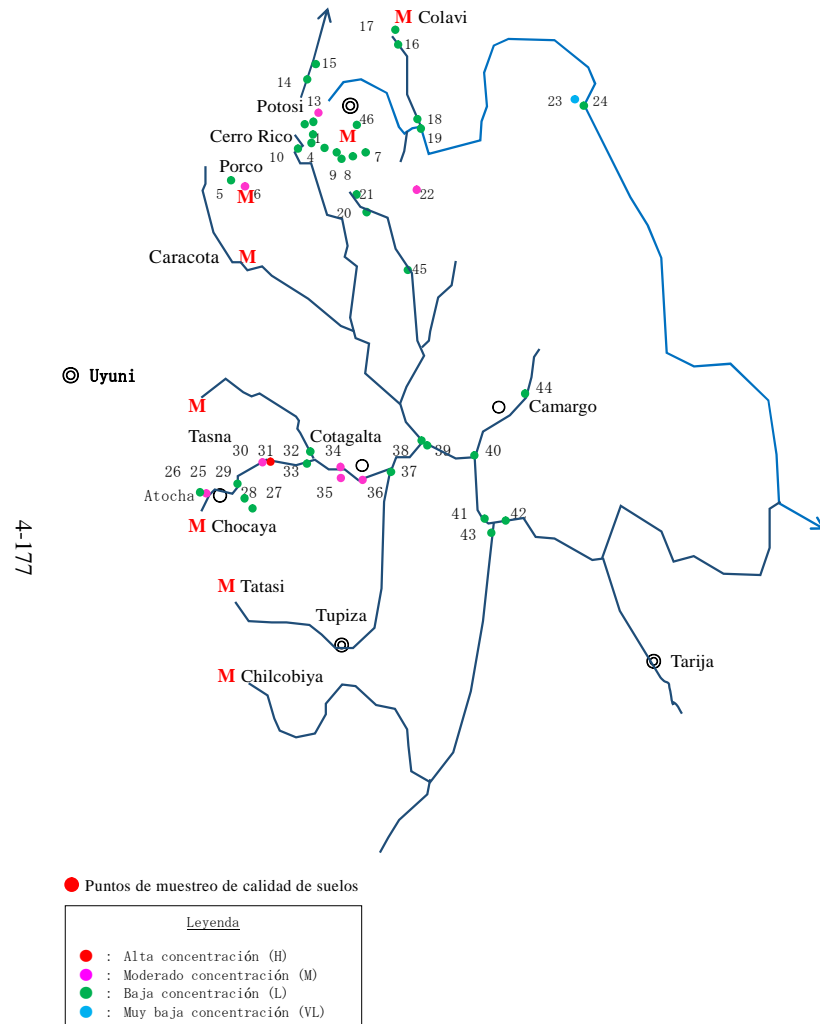 17 M Colavi
16
15
14
13
Potosi
46
18
23 24
Cerro Rico 1 M
19
10 4 7
Porco 9 8
5 6
M
21 22
20
Caracota M
45
Uyuni
44
M
Camargo
Tasna Cotagalta
30 31 32 34 38 39 40
26 25 29 33 37
Atocha 28 27 35 36
M Chocaya
41 42
43
4-177
M Tatasi
Tupiza
Tarija
M Chilcobiya
Puntos de muestreo de calidad de suelos
Leyenda
: Alta concentración (H)
: Moderado concentración (M)
: Baja concentración (L)
: Muy baja concentración (VL)